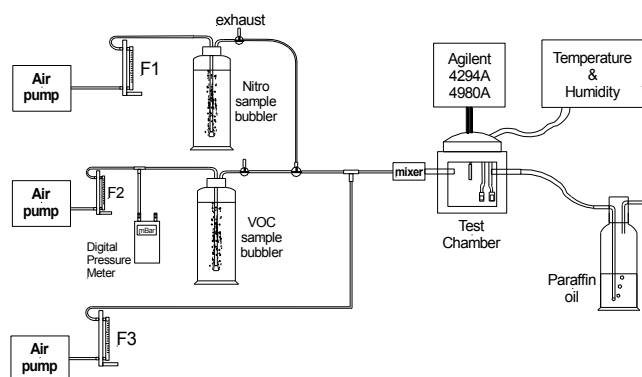 exhaust
Air
pump
F1
Nitro
sample
bubbler
Agilent
4294A
4980A
Temperature
&
Humidity
Air
pump
F2
mBar
Digital
Pressure
Meter
VOC
sample
bubbler
mixer
Test
Chamber
Paraffin
oil
Air
pump
F3